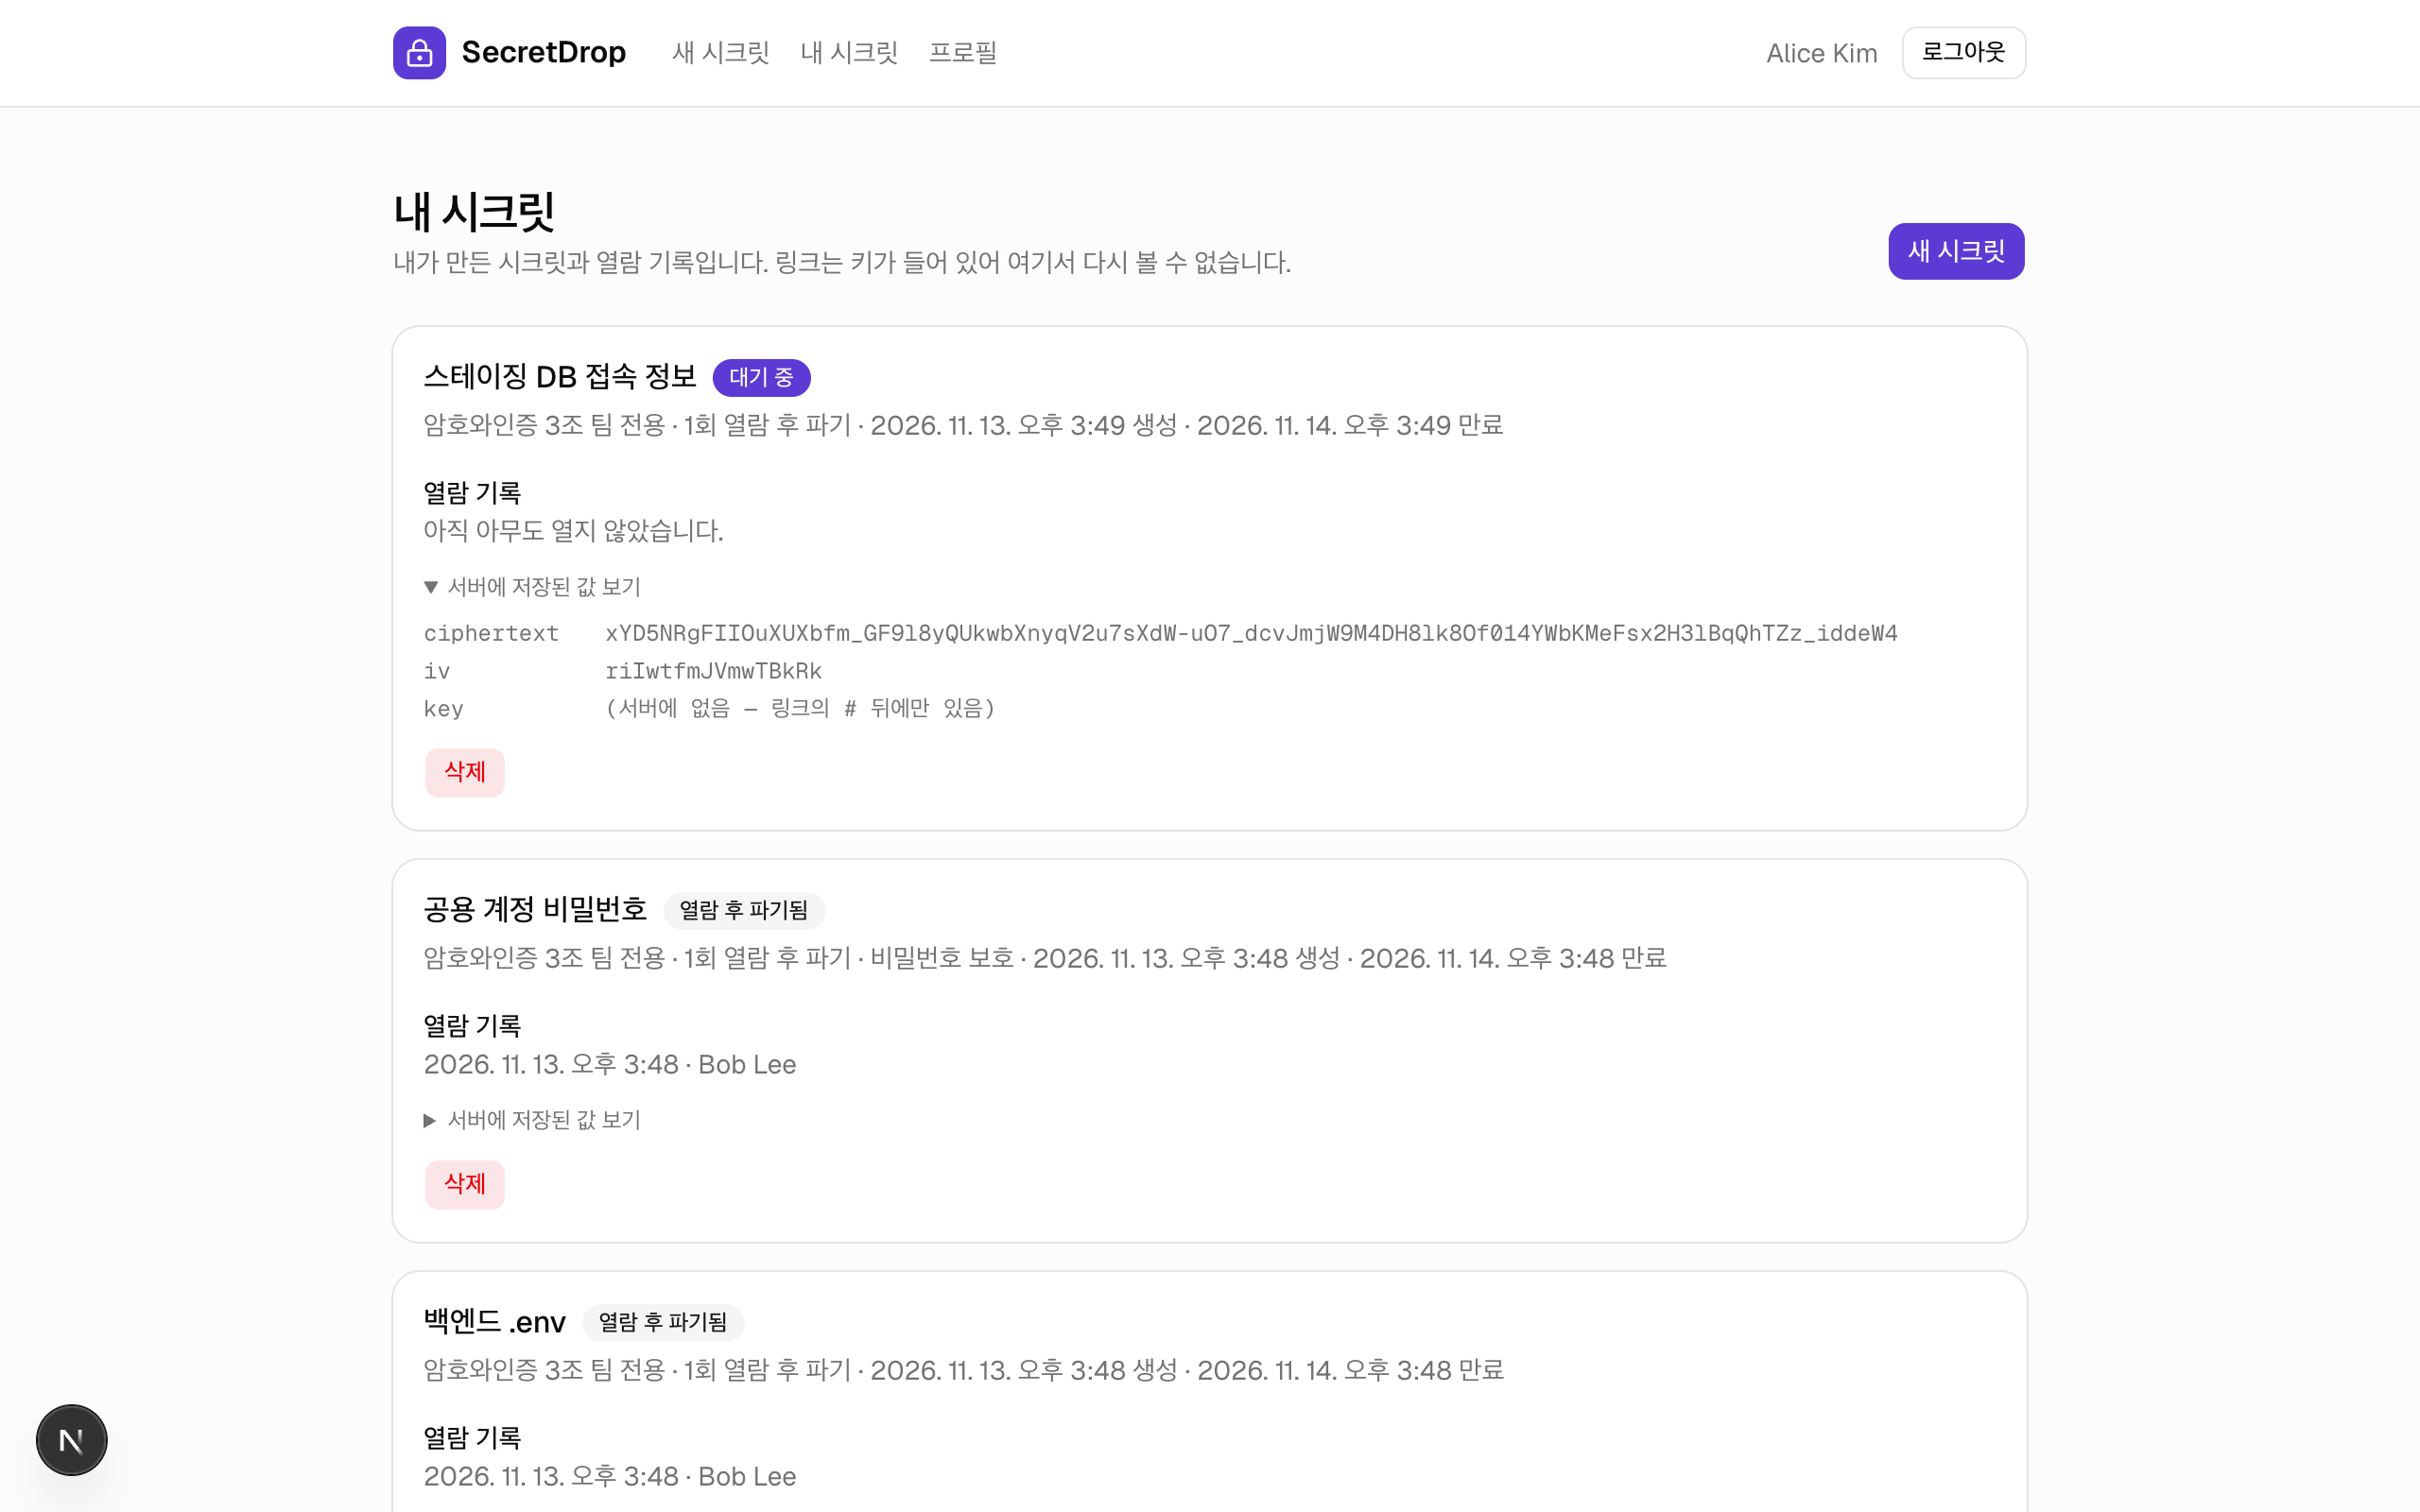 SecretDrop 새 시크릿 내 시크릿 프로필 Alice Kim 로그아웃
내 시크릿
내가 만든 시크릿과 열람 기록입니다. 링크는 키가 들어 있어 여기서 다시 볼 수 없습니다.
새 시크릿
스테이징 DB 접속 정보 대기 중
암호와인증 3조 팀 전용 · 1회 열람 후 파기 · 2026. 11. 13. 오후 3:49 생성 · 2026. 11. 14. 오후 3:49 만료
열람 기록
아직 아무도 열지 않았습니다.
▼ 서버에 저장된 값 보기
ciphertext xYD5NRgFIIOuXUXbfm_GF9l8yQUkwbXnyqV2u7sXdW-uO7_dcvJmjW9M4DH8lk8Of014YWbKMeFsx2H3lBqQhTZz_iddeW4
iv riIwtfmJVmwTBkRk
key (서버에 없음 — 링크의 # 뒤에만 있음)
삭제
공용 계정 비밀번호 열람 후 파기됨
암호와인증 3조 팀 전용 · 1회 열람 후 파기 · 비밀번호 보호 · 2026. 11. 13. 오후 3:48 생성 · 2026. 11. 14. 오후 3:48 만료
열람 기록
2026. 11. 13. 오후 3:48 · Bob Lee
▶ 서버에 저장된 값 보기
삭제
백엔드 .env 열람 후 파기됨
암호와인증 3조 팀 전용 · 1회 열람 후 파기 · 2026. 11. 13. 오후 3:48 생성 · 2026. 11. 14. 오후 3:48 만료
열람 기록
2026. 11. 13. 오후 3:48 · Bob Lee
N